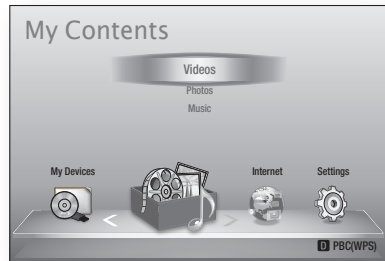 My Contents
Videos
Photos
Music
My Devices
Internet
Settings
D PBC(WPS)